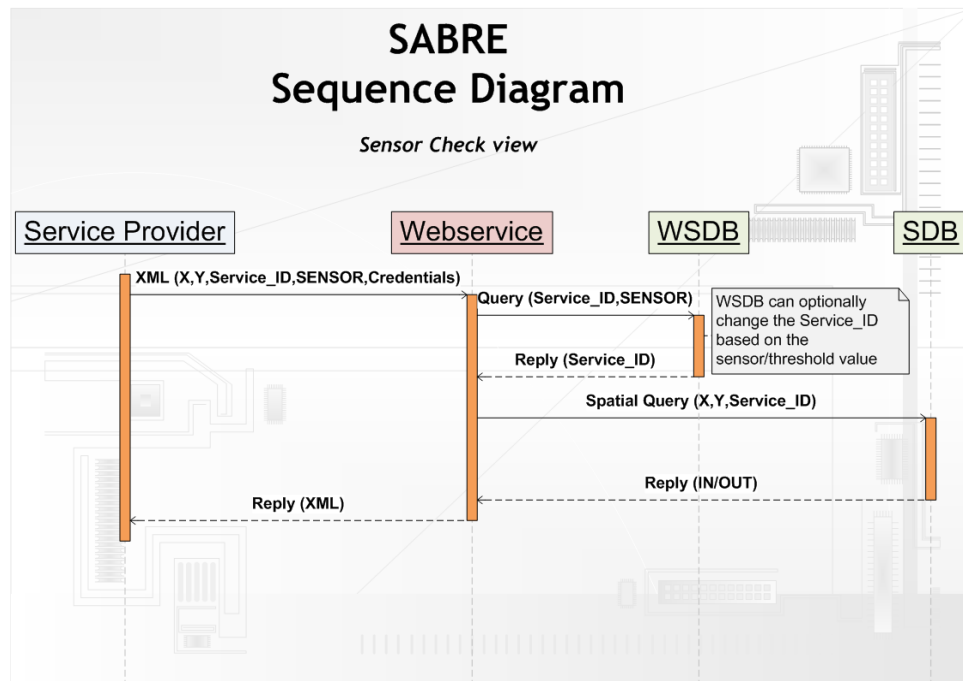 SABRE
Sequence Diagram
Sensor Check view
Service Provider
Webservice
WSDB
SDB
XML (X,Y,Service_ID,SENSOR,Credentials)
Query (Service_ID,SENSOR)
WSDB can optionally
change the Service_ID
based on the
sensor/threshold value
Reply (Service_ID)
Spatial Query (X,Y,Service_ID)
Reply (IN/OUT)
Reply (XML)